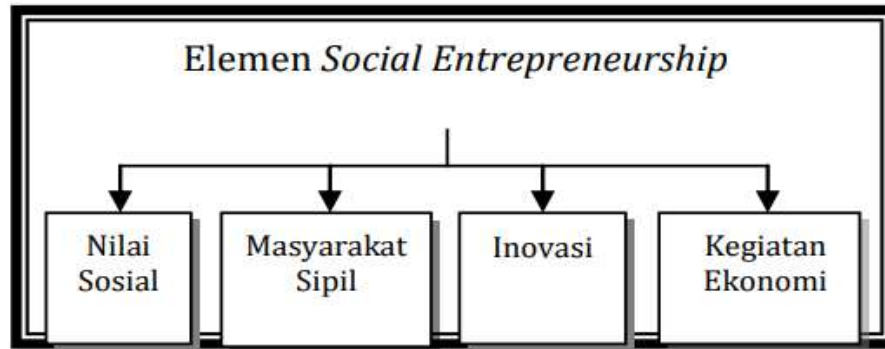 Elemen Social Entrepreneurship
Nilai
Sosial
Masyarakat
Sipil
Inovasi
Kegiatan
Ekonomi